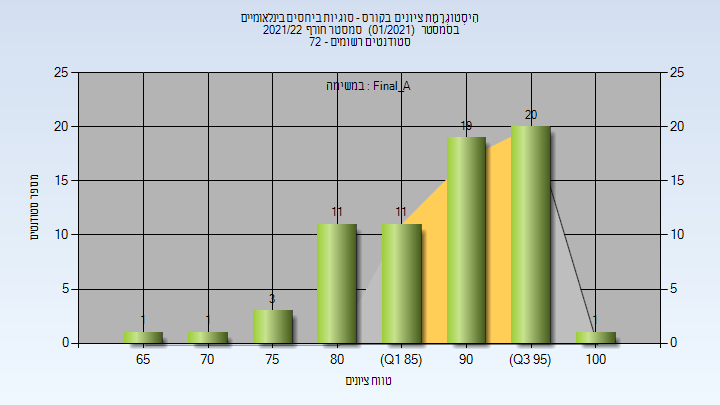 היסטוגרמת ציונים בקורס - סוגיות ביחסים בינלאומיים
בסמסטר (01/2021) סמסטר חורף 2021/22
סטודנטים רשומים - 72
במשימה : Final_A
מספר סטודנטים
25 25
20 20
15 15
10 10
5 5
0 0
1 1 3 11 11 19 20 1
65 70 75 80 (Q1 85) 90 (Q3 95) 100
טווח ציונים